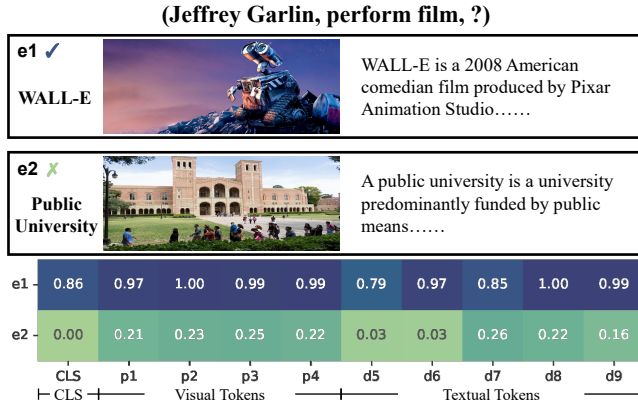 (Jeffrey Garlin, perform film, ?)
e1 ✓
WALL-E
WALL-E is a 2008 American
comedian film produced by Pixar
Animation Studio……
e2 ✗
Public
University
A public university is a university
predominantly funded by public
means……
e1 0.86 0.97 1.00 0.99 0.99 0.79 0.97 0.85 1.00 0.99
e2 0.00 0.21 0.23 0.25 0.22 0.03 0.03 0.26 0.22 0.16
CLS p1 p2 p3 p4 d5 d6 d7 d8 d9
CLS Visual Tokens Textual Tokens